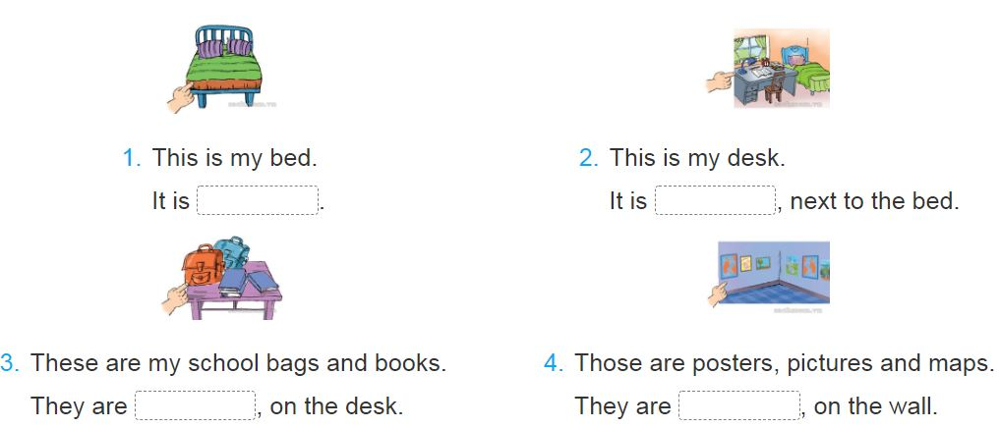 1. This is my bed.
It is .
2. This is my desk.
It is , next to the bed.
3. These are my school bags and books.
They are , on the desk.
4. Those are posters, pictures and maps.
They are , on the wall.